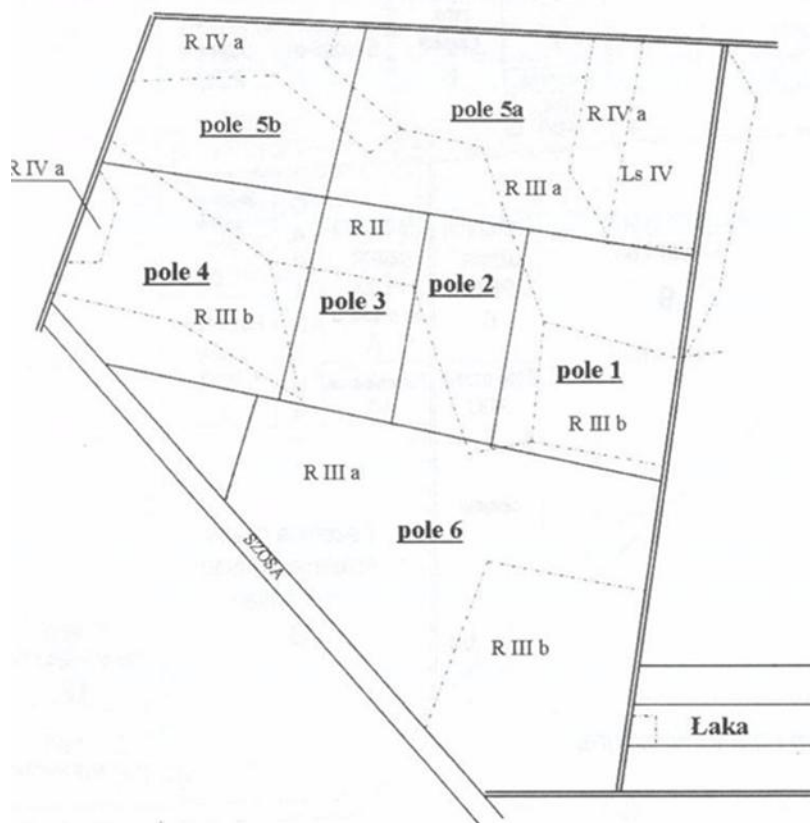 R IV a
pole 5b
pole 5a
R IV a
R IV a
R III a
Ls IV
R II
pole 4
pole 3
pole 2
R III b
pole 1
R III b
R III a
pole 6
SZOSA
R III b
Łaka